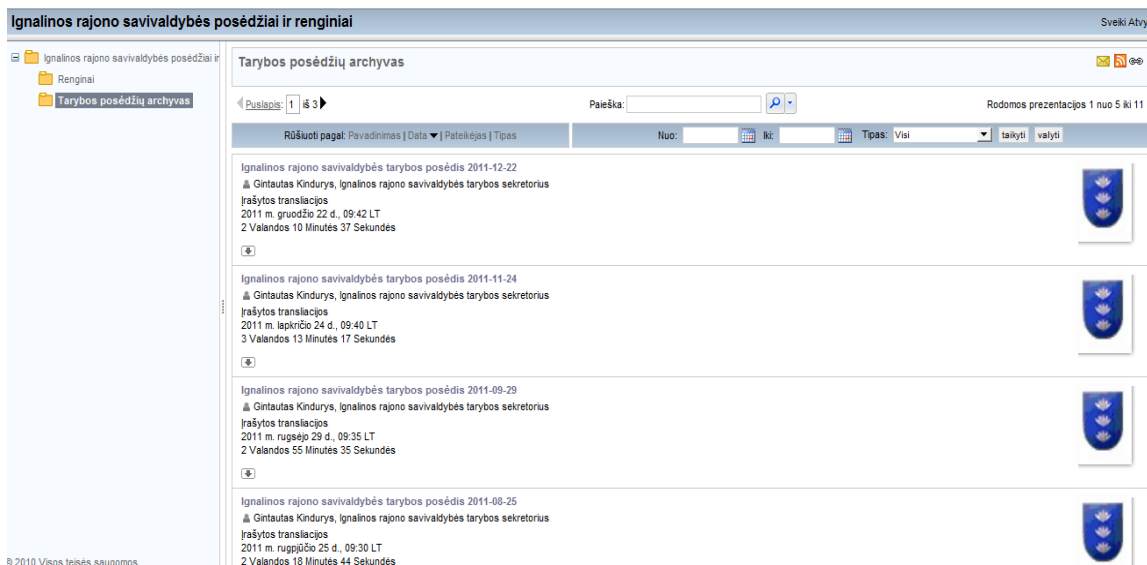 Ignalinos rajono savivaldybės posėdžiai ir renginiai
Sveiki Atvy
Ignalinos rajono savivaldybės posėdžiai ir
Renginai
Tarybos posėdžių archyvas
Tarybos posėdžių archyvas
Puslapis: 1 iš 3
Paieška:
Rodomos prezentacijos 1 nuo 5 iki 11
Rūšiuoti pagal: Pavadinimas | Data | Pateikėjas | Tipas
Nuo: Iki: Tipas: Visi taikyti valyti
Ignalinos rajono savivaldybės tarybos posėdis 2011-12-22
Gintautas Kindurys, Ignalinos rajono savivaldybės tarybos sekretorius
Įrašytos transliacijos
2011 m. gruodžio 22 d., 09:42 LT
2 Valandos 10 Minutės 37 Sekundės
Ignalinos rajono savivaldybės tarybos posėdis 2011-11-24
Gintautas Kindurys, Ignalinos rajono savivaldybės tarybos sekretorius
Įrašytos transliacijos
2011 m. lapkričio 24 d., 09:40 LT
3 Valandos 13 Minutės 17 Sekundės
Ignalinos rajono savivaldybės tarybos posėdis 2011-09-29
Gintautas Kindurys, Ignalinos rajono savivaldybės tarybos sekretorius
Įrašytos transliacijos
2011 m. rugsėjo 29 d., 09:35 LT
2 Valandos 55 Minutės 35 Sekundės
Ignalinos rajono savivaldybės tarybos posėdis 2011-08-25
Gintautas Kindurys, Ignalinos rajono savivaldybės tarybos sekretorius
Įrašytos transliacijos
2011 m. rugpjūčio 25 d., 09:30 LT
2 Valandos 18 Minutės 44 Sekundės
© 2010 Visos teisės saugomos